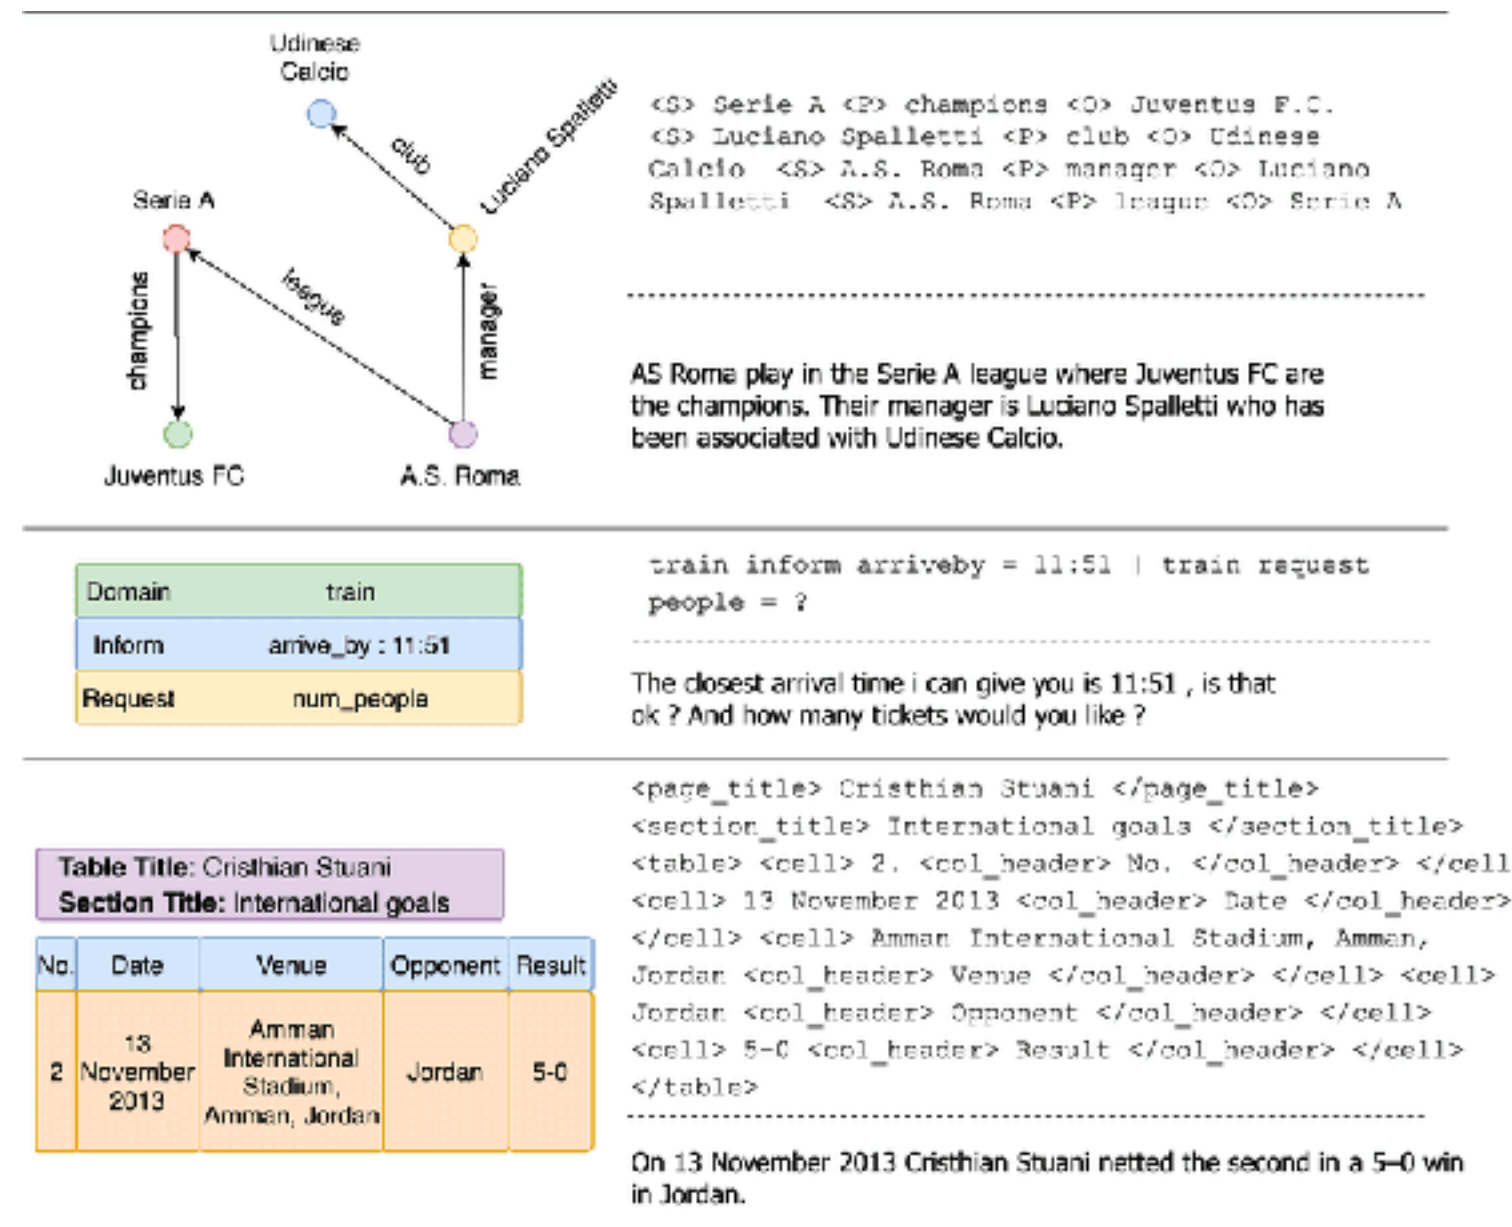 Udinese
Calcio
club
Luciano Spalletti
Serie A
champions
league
manager
Juventus FC
A.S. Roma
<S> Serie A <P> champions <O> Juventus F.C.
<S> Luciano Spalletti <P> club <O> Udinese
Calcio <S> A.S. Roma <P> manager <O> Luciano
Spalletti <S> A.S. Roma <P> league <O> Serie A
AS Roma play in the Serie A league where Juventus FC are
the champions. Their manager is Luciano Spalletti who has
been associated with Udinese Calcio.
Domain train
Inform arrive_by : 11:51
Request num_people
train inform arriveby = 11:51 | train request
people = ?
The closest arrival time i can give you is 11:51 , is that
ok ? And how many tickets would you like ?
Table Title: Cristhian Stuani
Section Title: International goals
No. Date Venue Opponent Result
2
13
November
2013
Amman
International
Stadium,
Amman, Jordan
Jordan
5-0
<page_title> Cristhian Stuani </page_title>
<section_title> International goals </section_title>
<table> <cell> 2. <col_header> No. </col_header> </cell
<cell> 13 November 2013 <col_header> Date </col_header>
</cell> <cell> Amman International Stadium, Amman,
Jordan <col_header> Venue </col_header> </cell> <cell>
Jordan <col_header> Opponent </col_header> </cell>
<cell> 5-0 <col_header> Result </col_header> </cell>
</table>
On 13 November 2013 Cristhian Stuani netted the second in a 5–0 win
in Jordan.